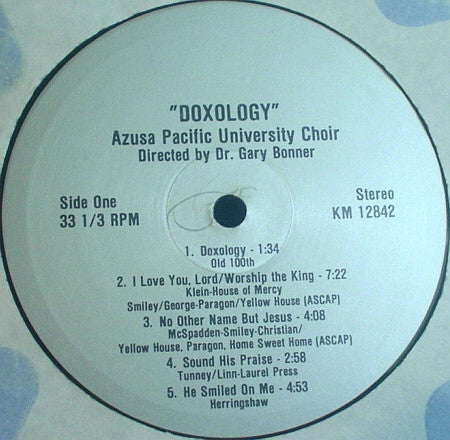 "DOXOLOGY"
Azusa Pacific University Choir
Directed by Dr. Gary Bonner
Side One
33 1/3 RPM
Stereo
KM 12842
1. Doxology - 1:34
Old 100th
2. I Love You, Lord/Worship the King - 7:22
Klein-House of Mercy
Smiley/George-Paragon/Yellow House (ASCAP)
3. No Other Name But Jesus - 4:08
McSpadden-Smiley-Christian/
Yellow House, Paragon, Home Sweet Home (ASCAP)
4. Sound His Praise - 2:58
Tunney/Linn-Laurel Press
5. He Smiled On Me - 4:53
Herringshaw